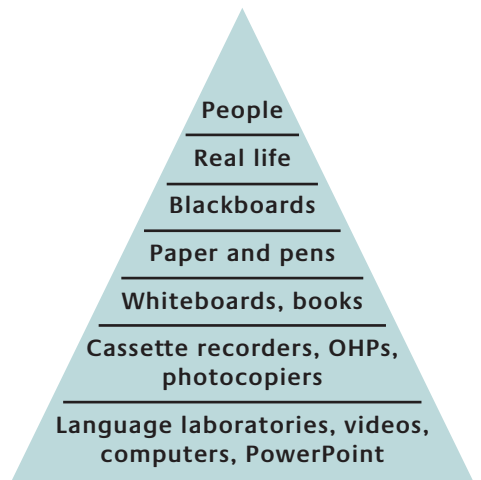 People
Real life
Blackboards
Paper and pens
Whiteboards, books
Cassette recorders, OHPs,
photocopiers
Language laboratories, videos,
computers, PowerPoint